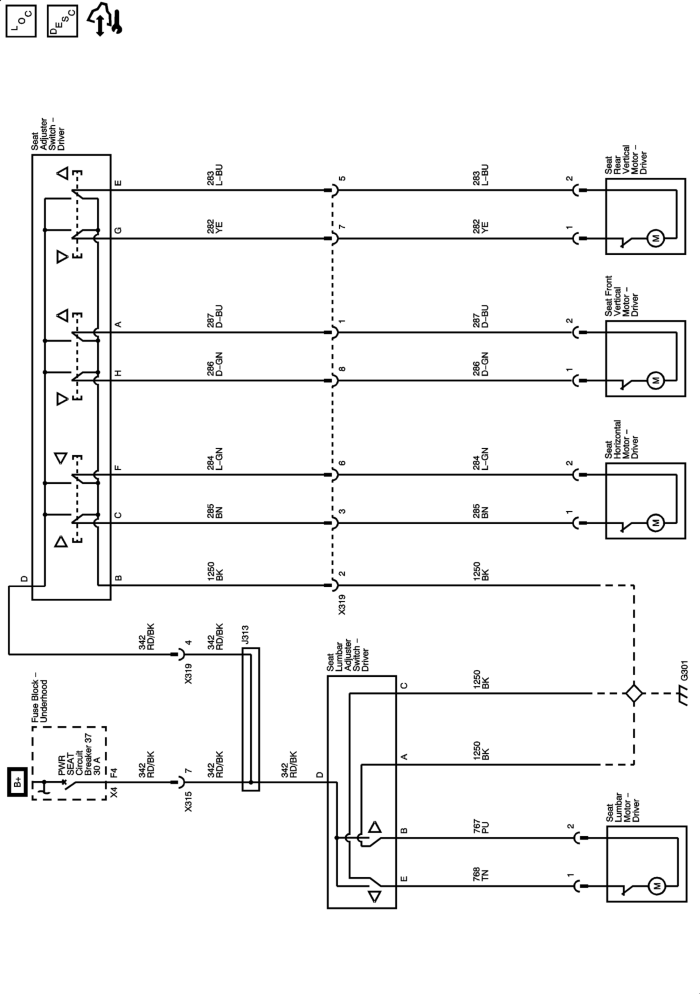 B+
Fuse Block –
Underhood
PWR
SEAT
Circuit
Breaker 37
30 A
X4
F4
342
RD/BK
X315
7
342
RD/BK
342
RD/BK
X319
4
342
RD/BK
J313
342
RD/BK
L O C
D E S C
Seat
Adjuster
Switch –
Driver
D
B
C
F
H
A
G
E
1250
BK
285
BN
284
L–GN
286
D–GN
287
D–BU
282
YE
283
L–BU
X319
2
3
6
8
1
7
5
1250
BK
285
BN
284
L–GN
286
D–GN
287
D–BU
282
YE
283
L–BU
Seat
Lumbar
Adjuster
Switch –
Driver
D
E
B
A
C
768
TN
767
PU
1250
BK
1250
BK
1
2
1
2
1
2
1
2
Seat
Lumbar
Motor –
Driver
M
G301
Seat
Horizontal
Motor –
Driver
M
Seat Front
Vertical
Motor –
Driver
M
Seat
Rear
Vertical
Motor –
Driver
M